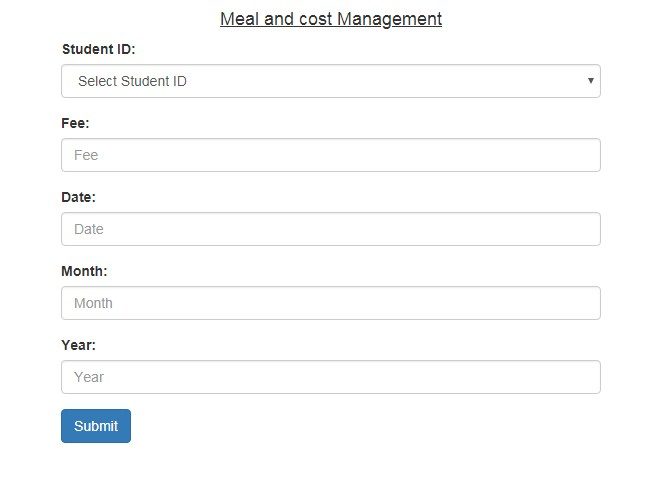 Meal and cost Management
Student ID:
Select Student ID
Fee:
Fee
Date:
Date
Month:
Month
Year:
Year
Submit